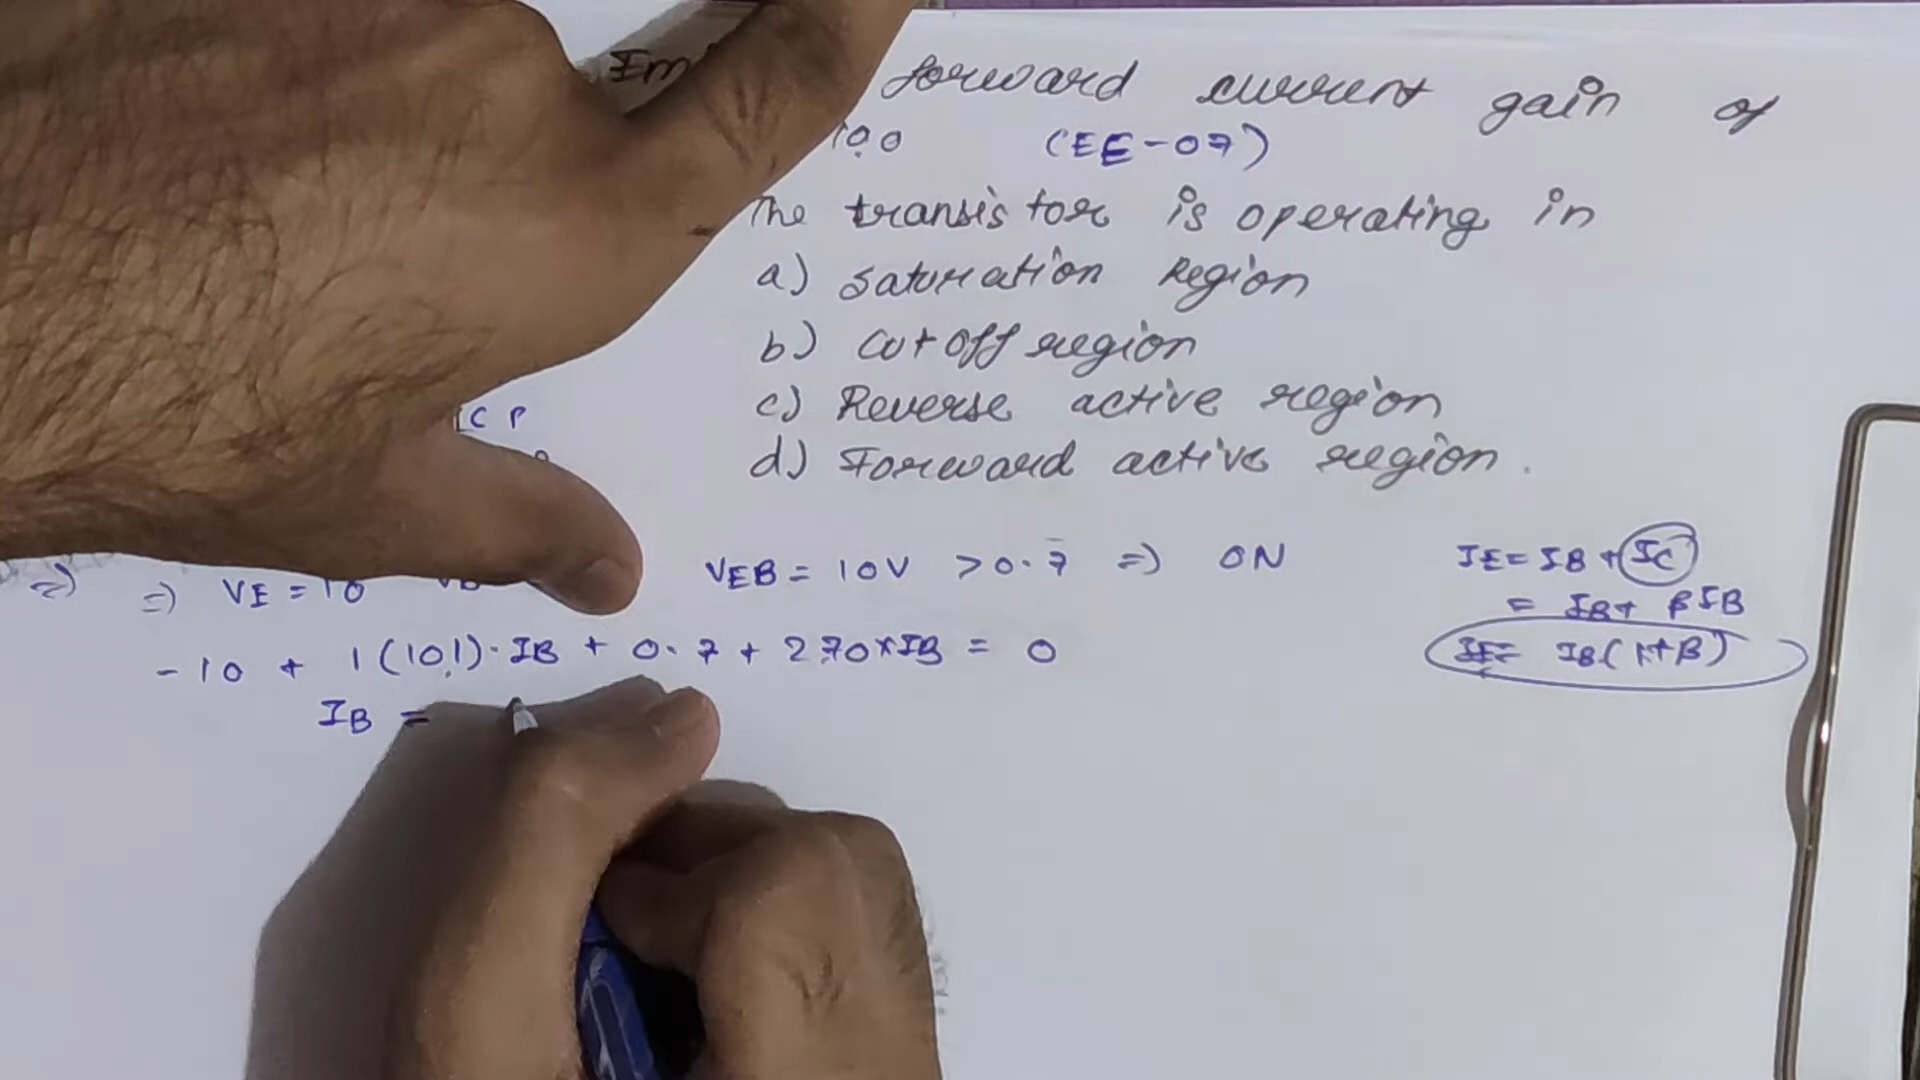 forward current gain of
100 (EE-07)
The transistor is operating in
a) saturation Region
b) cut off region
c) Reverse active region
C P
d) Forward active region.
=) =) VE = 10 VEB = 10V > 0.7 =) ON
IE = IB + IC
= IB + βIB
IE = IB(1+β)
-10 + 1(101)·IB + 0.7 + 270×IB = 0
IB =